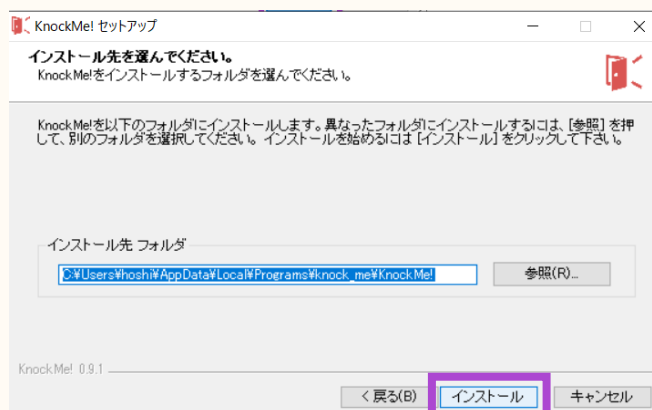 KnockMe! セットアップ
インストール先を選んでください。
KnockMe!をインストールするフォルダを選んでください。
KnockMe!を以下のフォルダにインストールします。異なったフォルダにインストールするには、[参照] を押
して、別のフォルダを選択してください。 インストールを始めるには [インストール] をクリックして下さい。
インストール先 フォルダ
C:¥Users¥hoshi¥AppData¥Local¥Programs¥knock_me¥KnockMe!
参照(R)...
KnockMe! 0.9.1
< 戻る(B)
インストール
キャンセル